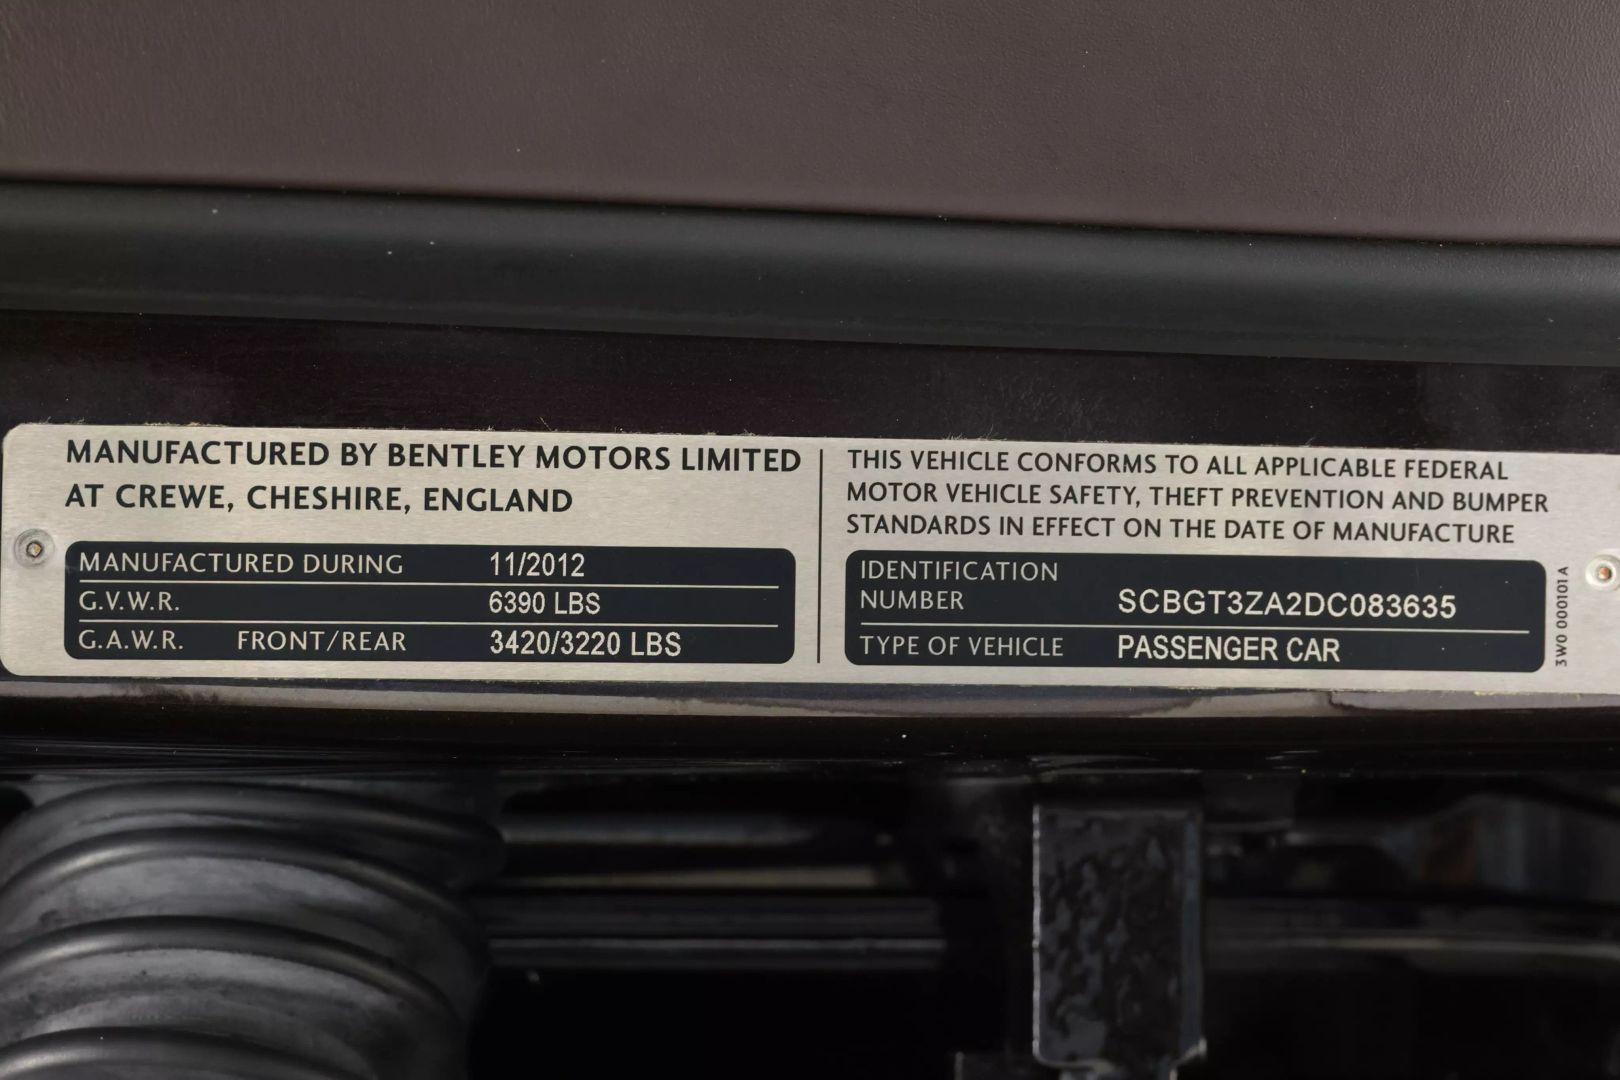 MANUFACTURED BY BENTLEY MOTORS LIMITED
AT CREWE, CHESHIRE, ENGLAND
MANUFACTURED DURING 11/2012
G.V.W.R. 6390 LBS
G.A.W.R. FRONT/REAR 3420/3220 LBS
THIS VEHICLE CONFORMS TO ALL APPLICABLE FEDERAL
MOTOR VEHICLE SAFETY, THEFT PREVENTION AND BUMPER
STANDARDS IN EFFECT ON THE DATE OF MANUFACTURE
IDENTIFICATION
NUMBER SCBGT3ZA2DC083635
TYPE OF VEHICLE PASSENGER CAR
3W0 000101 A